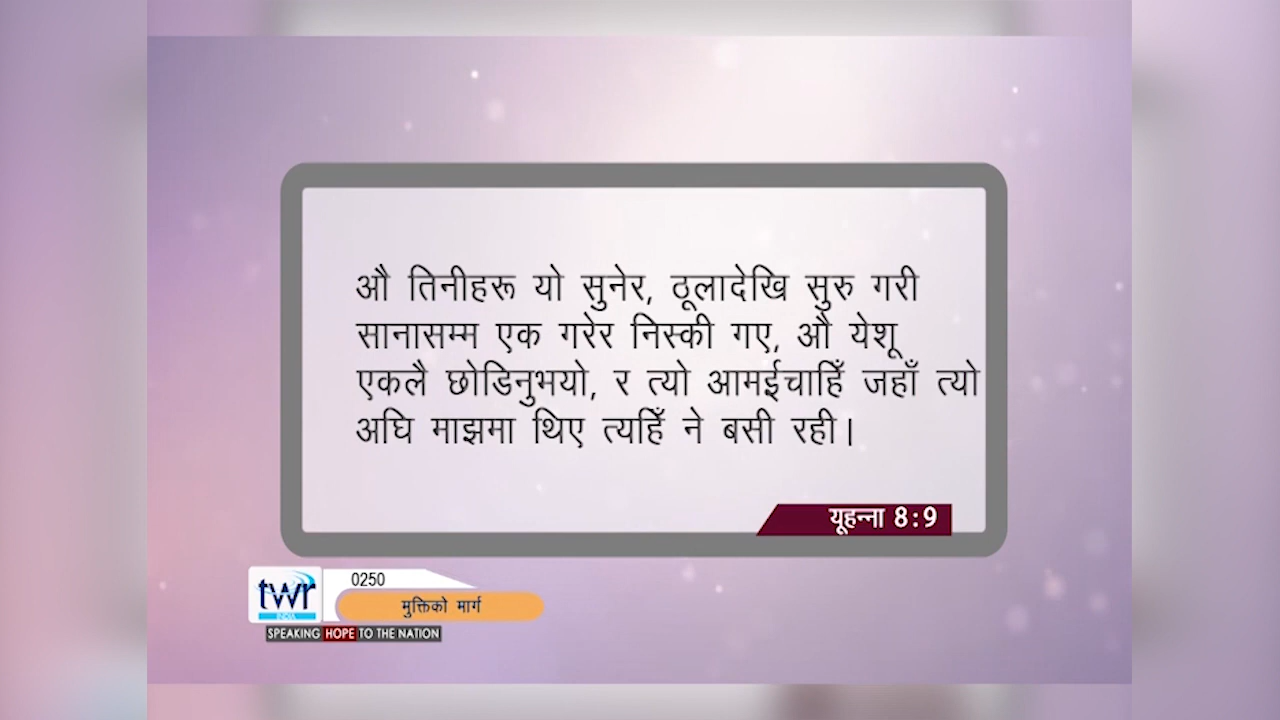 औ तिनीहरू यो सुनेर, ठूलादेखि सुरु गरी
सानासम्म एक गरेर निस्की गए, औ येशू
एकलै छोडिनुभयो, र त्यो आमईचाहिँ जहाँ त्यो
अघि माझमा थिए त्यहिँ ने बसी रही।
यूहन्ना 8:9
twr
INDIA
0250
मुक्तिको मार्ग
SPEAKING HOPE TO THE NATION